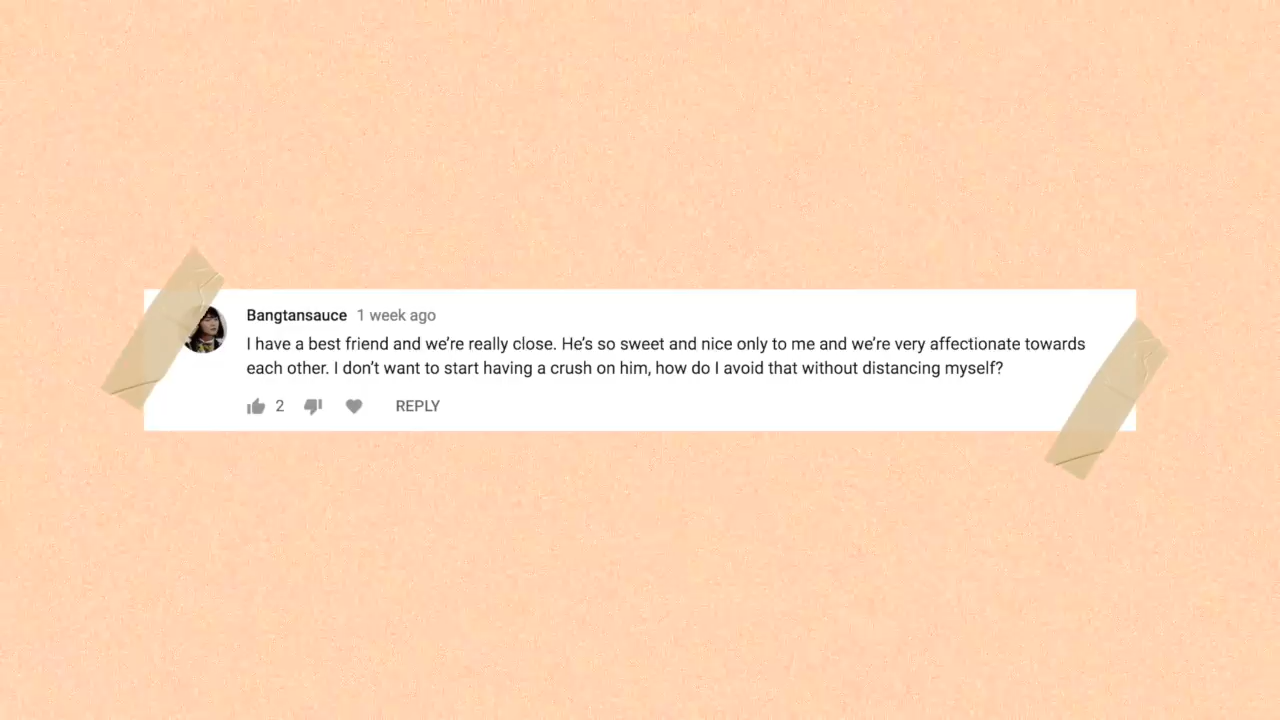 Bangtansauce 1 week ago
I have a best friend and we’re really close. He’s so sweet and nice only to me and we’re very affectionate towards
each other. I don’t want to start having a crush on him, how do I avoid that without distancing myself?
2 REPLY